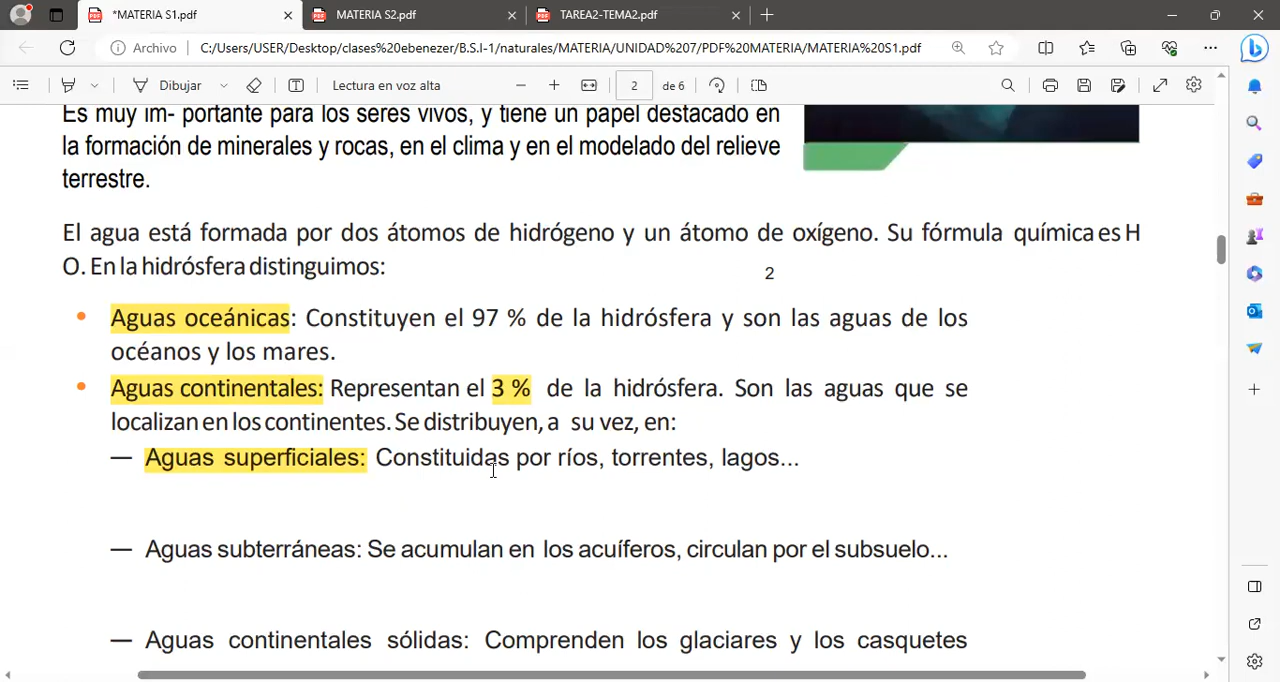 *MATERIA S1.pdf
MATERIA S2.pdf
TAREA2-TEMA2.pdf
Archivo
C:/Users/USER/Desktop/clases%20ebenezer/B.S.I-1/naturales/MATERIA/UNIDAD%207/PDF%20MATERIA/MATERIA%20S1.pdf
Dibujar
Lectura en voz alta
2
de 6
Es muy im- portante para los seres vivos, y tiene un papel destacado en
la formación de minerales y rocas, en el clima y en el modelado del relieve
terrestre.
El agua está formada por dos átomos de hidrógeno y un átomo de oxígeno. Su fórmula química es H
O. En la hidrósfera distinguimos:
2
• Aguas oceánicas: Constituyen el 97 % de la hidrósfera y son las aguas de los
océanos y los mares.
• Aguas continentales: Representan el 3 % de la hidrósfera. Son las aguas que se
localizan en los continentes. Se distribuyen, a su vez, en:
— Aguas superficiales: Constituidas por ríos, torrentes, lagos...
— Aguas subterráneas: Se acumulan en los acuíferos, circulan por el subsuelo...
— Aguas continentales sólidas: Comprenden los glaciares y los casquetes